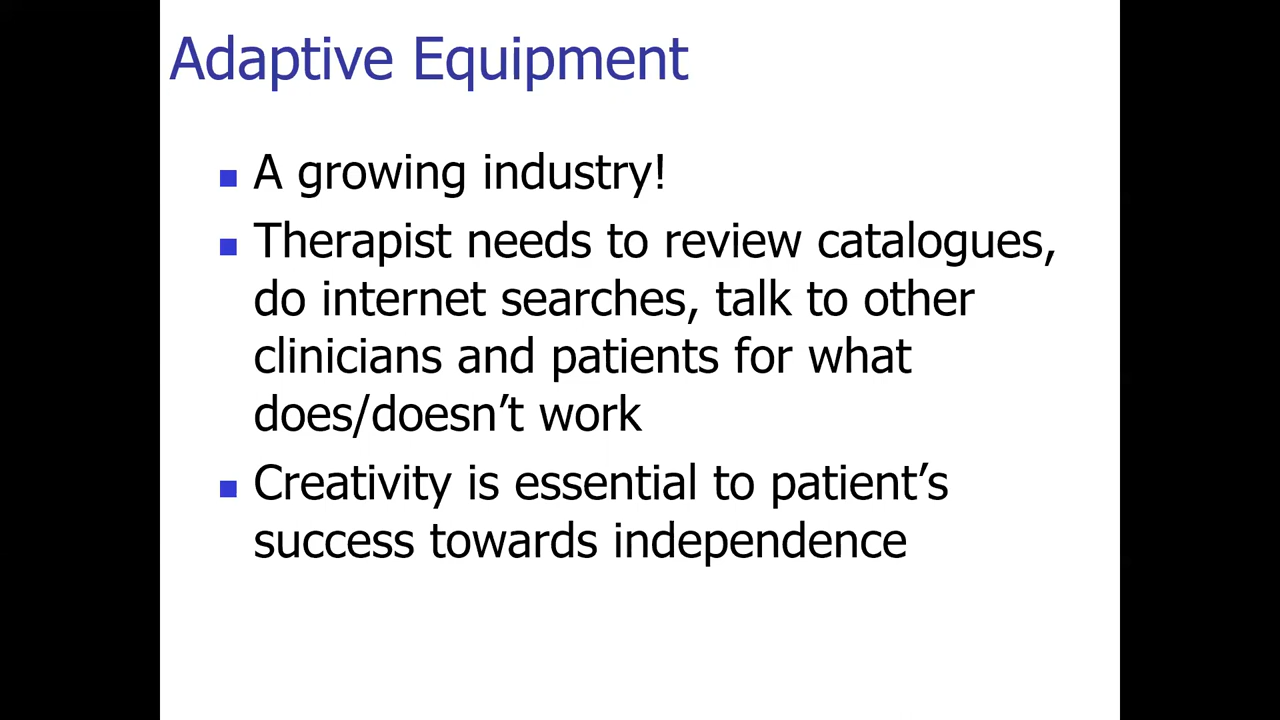 Adaptive Equipment
A growing industry!
Therapist needs to review catalogues,
do internet searches, talk to other
clinicians and patients for what
does/doesn’t work
Creativity is essential to patient’s
success towards independence